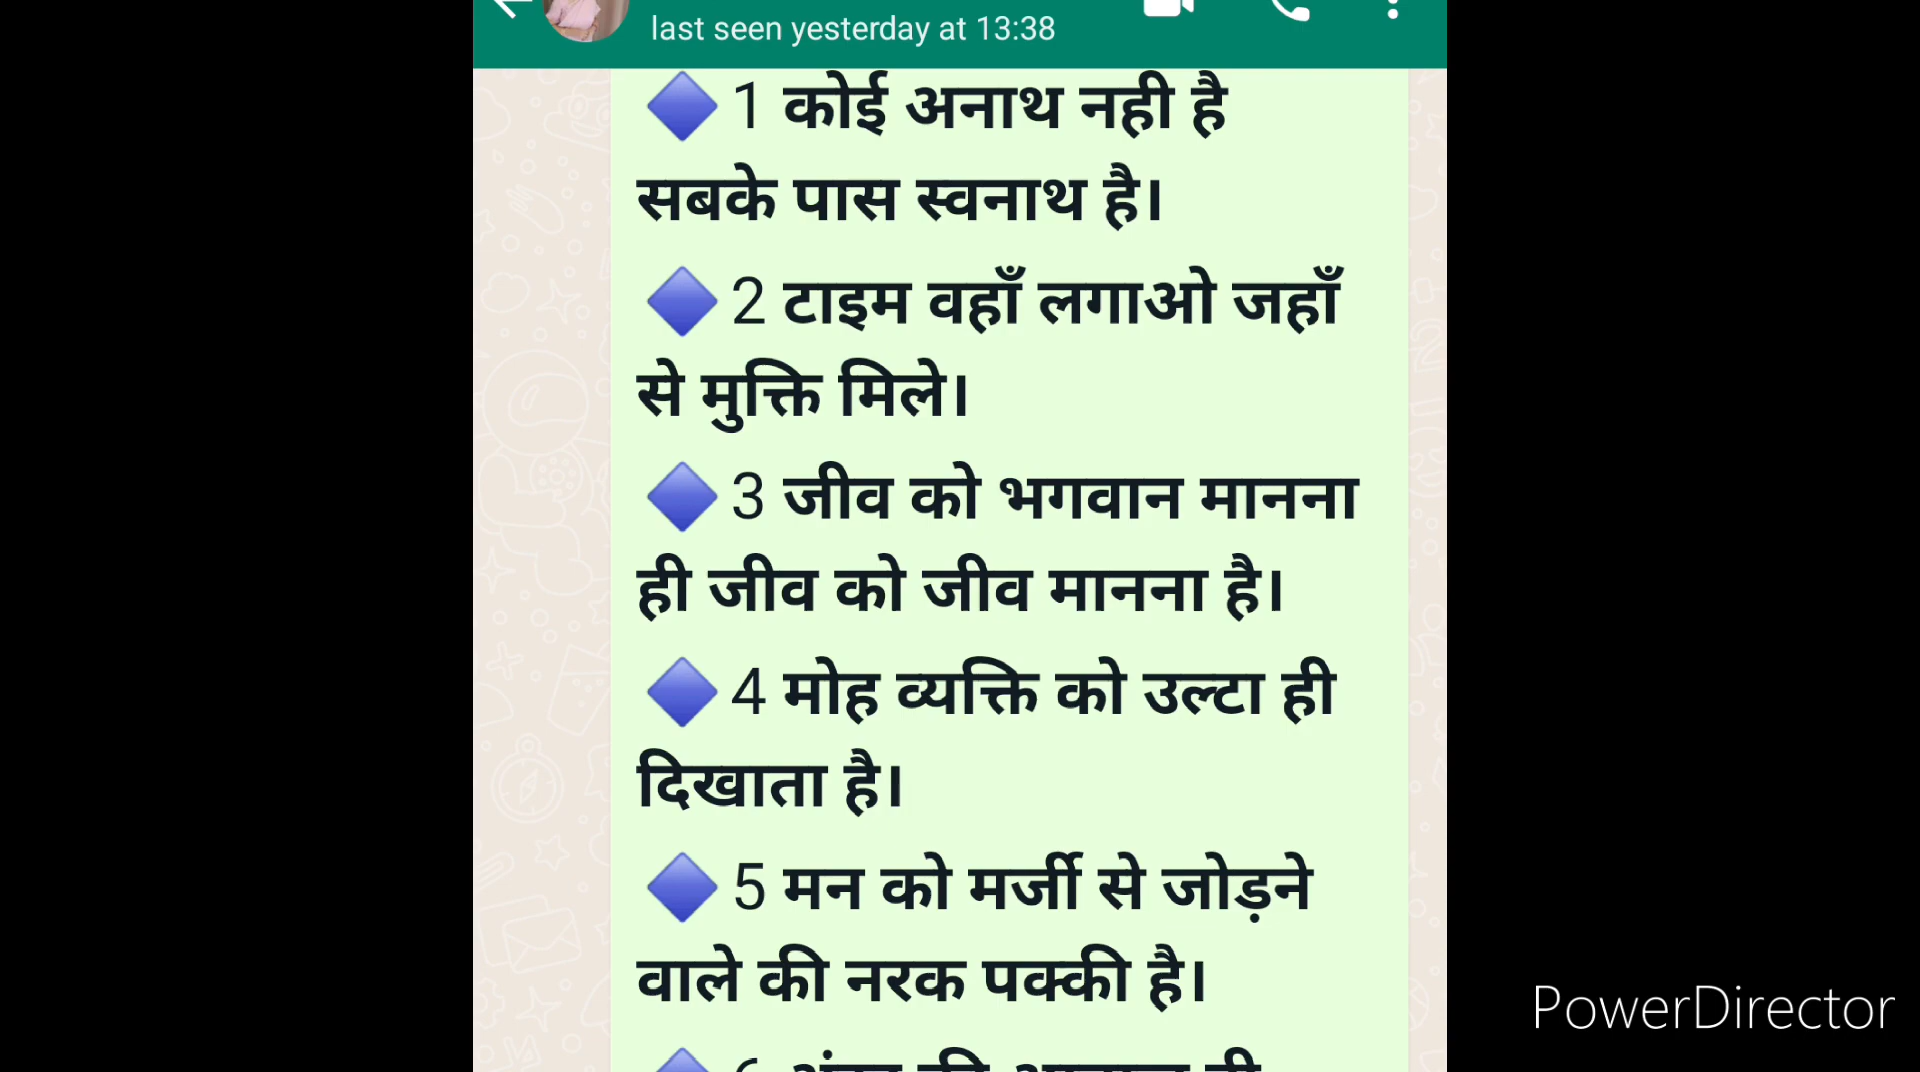 last seen yesterday at 13:38
🔷 1 कोई अनाथ नही है
सबके पास स्वनाथ है।
🔷 2 टाइम वहाँ लगाओ जहाँ
से मुक्ति मिले।
🔷 3 जीव को भगवान मानना
ही जीव को जीव मानना है।
🔷 4 मोह व्यक्ति को उल्टा ही
दिखाता है।
🔷 5 मन को मर्जी से जोड़ने
वाले की नरक पक्की है।
PowerDirector